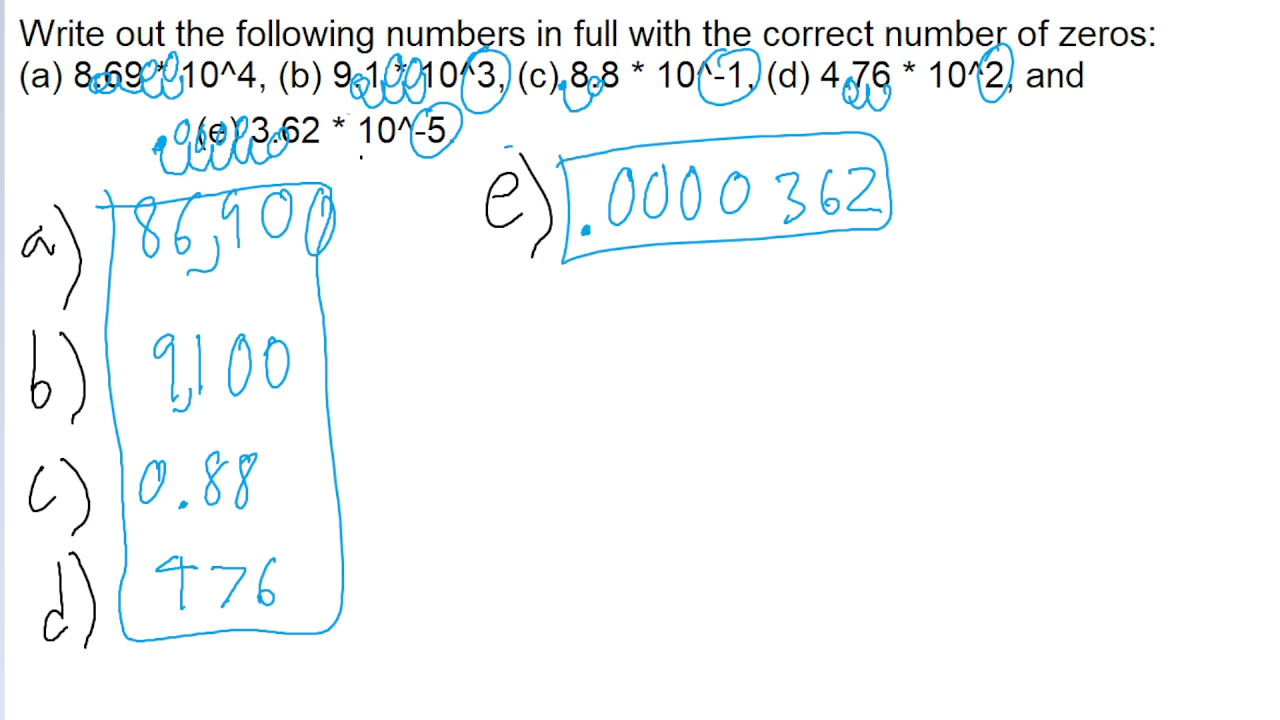 Write out the following numbers in full with the correct number of zeros:
(a) 8.69 * 10^4, (b) 9.1 * 10^3, (c) 8.8 * 10^-1, (d) 4.76 * 10^2, and
(e) 3.62 * 10^-5
a) 86,900
b) 9,100
c) 0.88
d) 476
e) .0000362